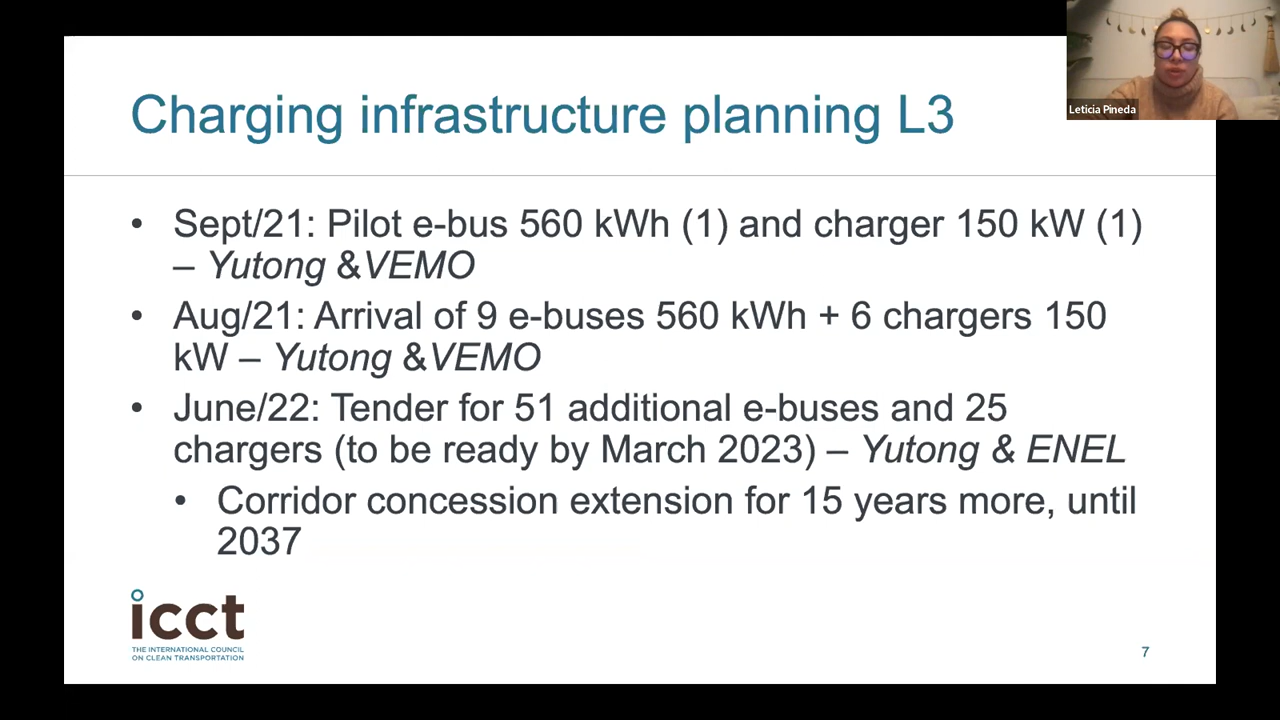 Leticia Pineda
Charging infrastructure planning L3
• Sept/21: Pilot e-bus 560 kWh (1) and charger 150 kW (1)
– Yutong &VEMO
• Aug/21: Arrival of 9 e-buses 560 kWh + 6 chargers 150
kW – Yutong &VEMO
• June/22: Tender for 51 additional e-buses and 25
chargers (to be ready by March 2023) – Yutong & ENEL
• Corridor concession extension for 15 years more, until
2037
icct
THE INTERNATIONAL COUNCIL
ON CLEAN TRANSPORTATION
7